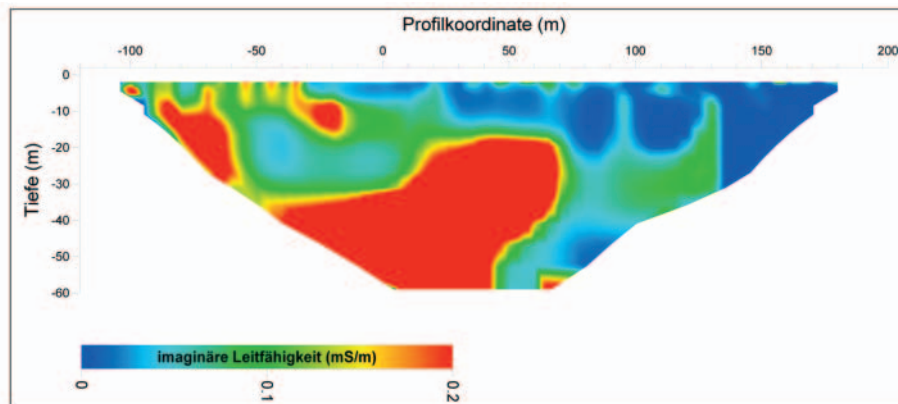 Profilkoordinate (m)
-100 -50 0 50 100 150 200
Tiefe (m)
0
-10
-20
-30
-40
-50
-60
imaginäre Leitfähigkeit (mS/m)
0 0.1 0.2